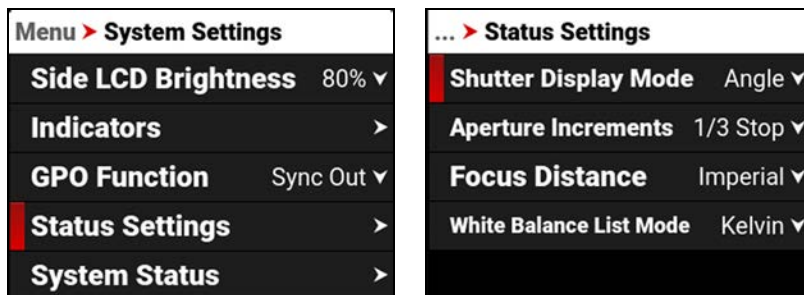 Menu > System Settings
Side LCD Brightness 80%
Indicators
GPO Function Sync Out
Status Settings
System Status
... > Status Settings
Shutter Display Mode Angle
Aperture Increments 1/3 Stop
Focus Distance Imperial
White Balance List Mode Kelvin